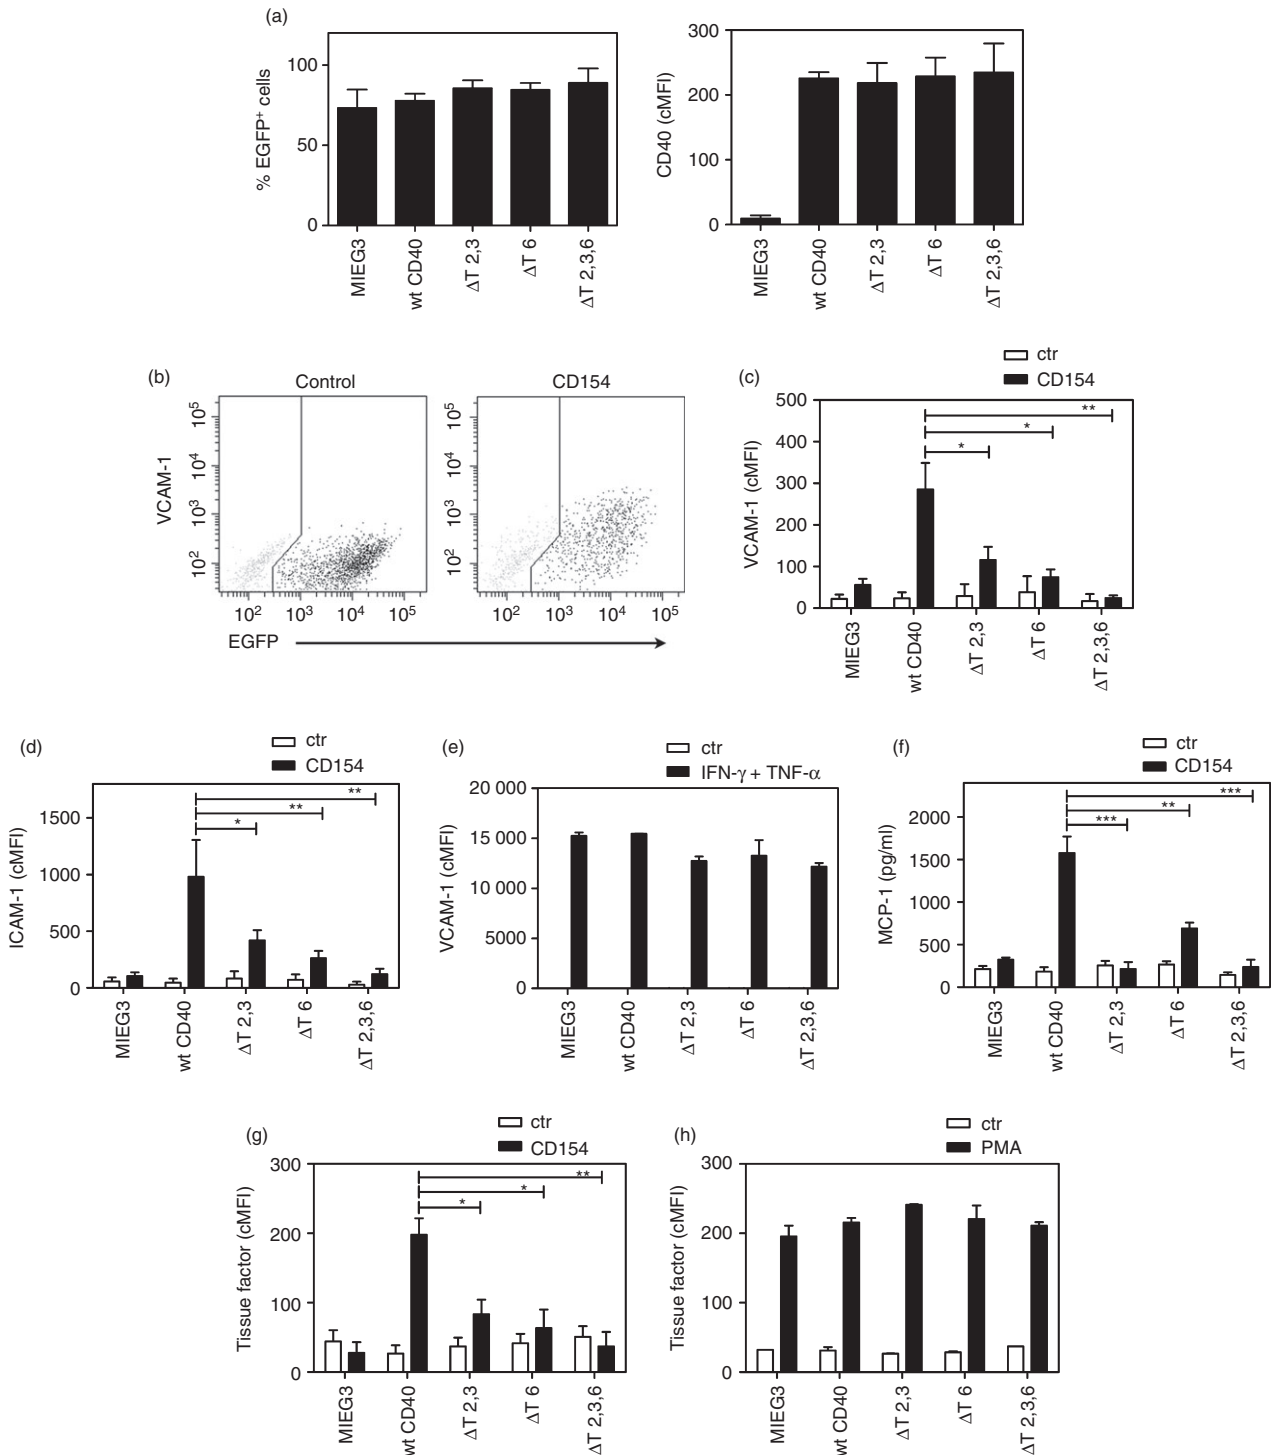 (a)
100
50
0
% EGFP⁺ cells
MIEG3
wt CD40
ΔT 2,3
ΔT 6
ΔT 2,3,6
300
200
100
0
CD40 (cMFI)
MIEG3
wt CD40
ΔT 2,3
ΔT 6
ΔT 2,3,6
(b)
Control
CD154
VCAM-1
10⁵
10⁴
10³
10²
10² 10³ 10⁴ 10⁵
10⁵
10⁴
10³
10²
10² 10³ 10⁴ 10⁵
EGFP
(c)
ctr
CD154
500
400
300
200
100
0
VCAM-1 (cMFI)
**
*
*
MIEG3
wt CD40
ΔT 2,3
ΔT 6
ΔT 2,3,6
(d)
ctr
CD154
1500
1000
500
0
ICAM-1 (cMFI)
**
**
*
MIEG3
wt CD40
ΔT 2,3
ΔT 6
ΔT 2,3,6
(e)
ctr
IFN-γ + TNF-α
20 000
15 000
10 000
5000
0
VCAM-1 (cMFI)
MIEG3
wt CD40
ΔT 2,3
ΔT 6
ΔT 2,3,6
(f)
ctr
CD154
2000
1500
1000
500
0
MCP-1 (pg/ml)
***
**
***
MIEG3
wt CD40
ΔT 2,3
ΔT 6
ΔT 2,3,6
(g)
ctr
CD154
300
200
100
0
Tissue factor (cMFI)
**
*
*
MIEG3
wt CD40
ΔT 2,3
ΔT 6
ΔT 2,3,6
(h)
ctr
PMA
300
200
100
0
Tissue factor (cMFI)
MIEG3
wt CD40
ΔT 2,3
ΔT 6
ΔT 2,3,6